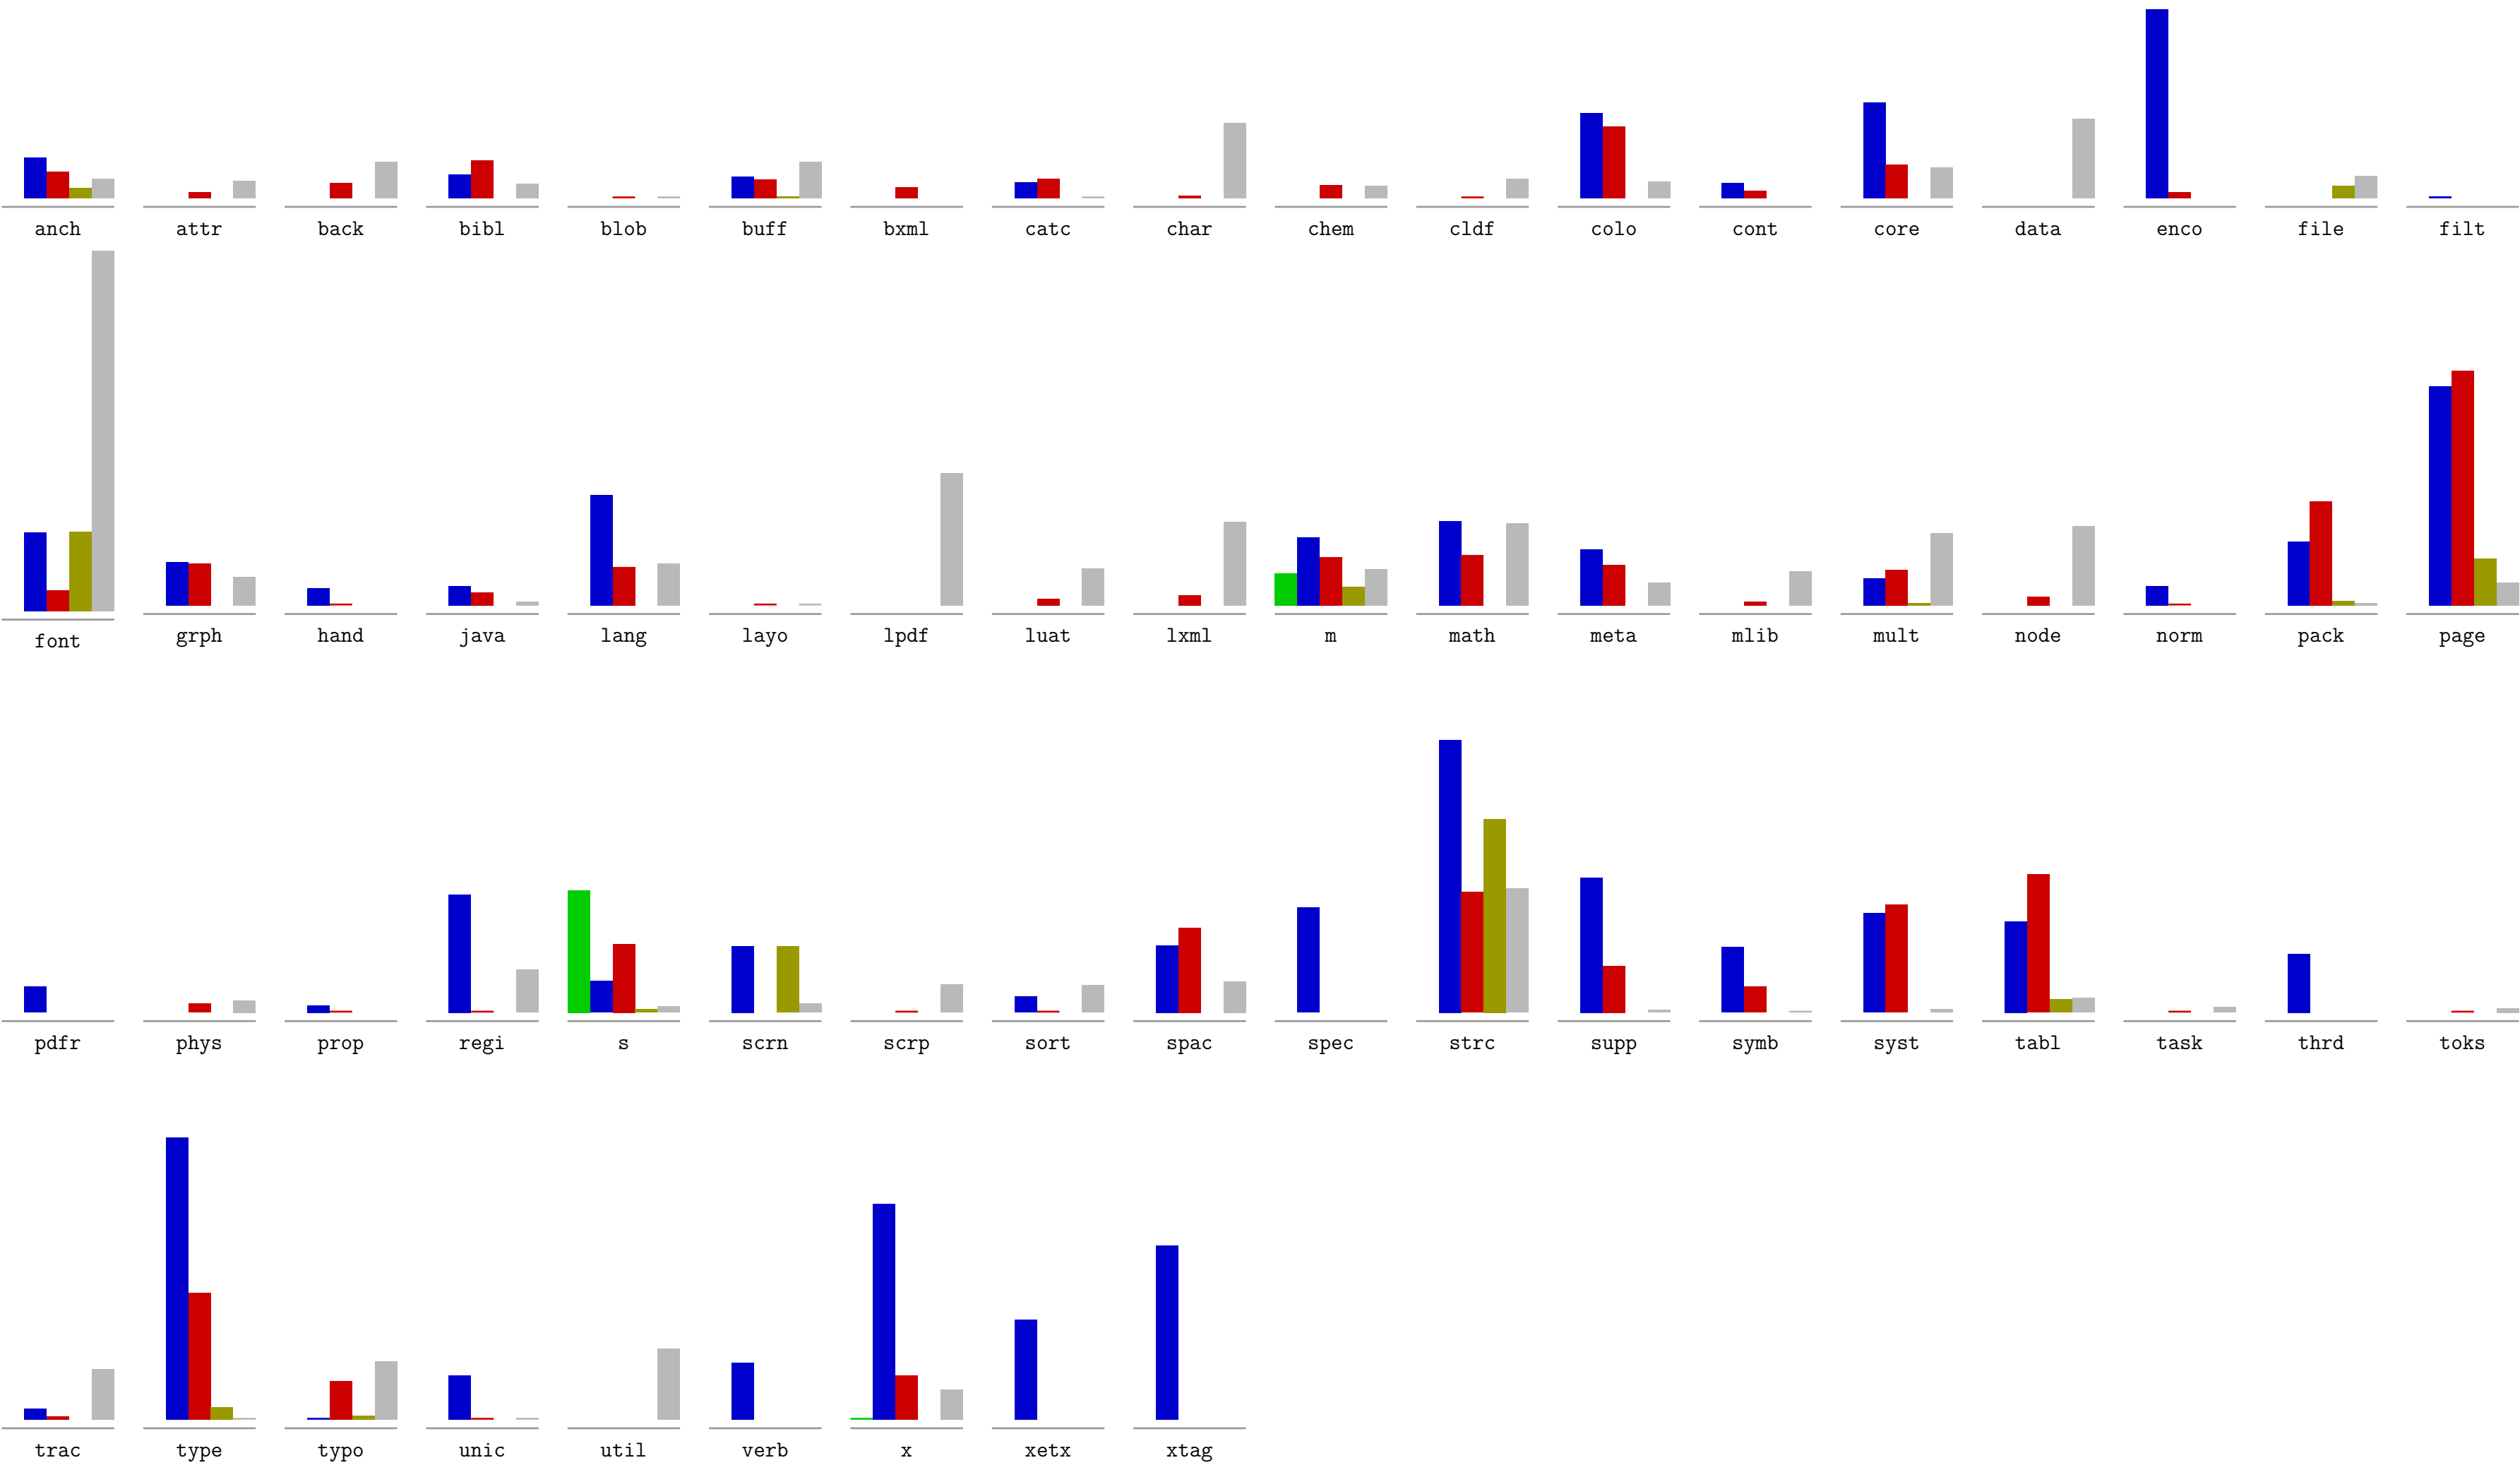 anch attr back bibl blob buff bxml catc char chem cldf colo cont core data enco file filt
font grph hand java lang layo lpdf luat lxml m math meta mlib mult node norm pack page
pdfr phys prop regi s scrn scrp sort spac spec strc supp symb syst tabl task thrd toks
trac type typo unic util verb x xetx xtag